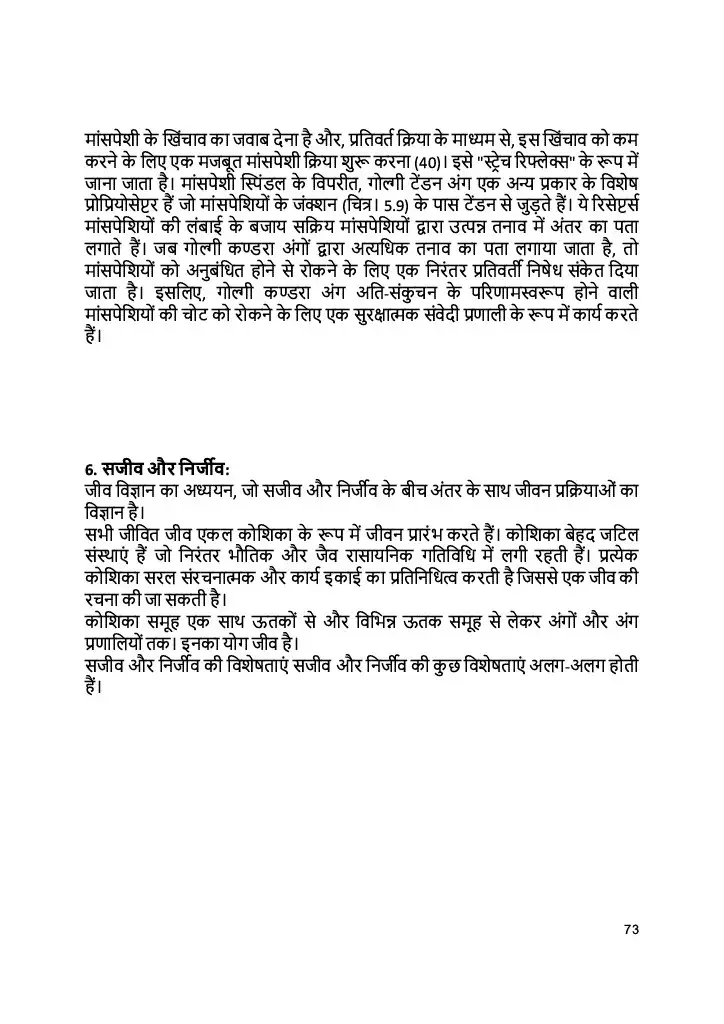 मांसपेशी के खिंचाव का जवाब देना है और, प्रतिवर्त क्रिया के माध्यम से, इस खिंचाव को कम
करने के लिए एक मजबूत मांसपेशी क्रिया शुरू करना (40)। इसे "स्ट्रेच रिफ्लेक्स" के रूप में
जाना जाता है। मांसपेशी स्पिंडल के विपरीत, गोल्गी टेंडन अंग एक अन्य प्रकार के विशेष
प्रोप्रियोसेप्टर हैं जो मांसपेशियों के जंक्शन (चित्र। 5.9) के पास टेंडन से जुड़ते हैं। ये रिसेप्टर्स
मांसपेशियों की लंबाई के बजाय सक्रिय मांसपेशियों द्वारा उत्पन्न तनाव में अंतर का पता
लगाते हैं। जब गोल्गी कण्डरा अंगों द्वारा अत्यधिक तनाव का पता लगाया जाता है, तो
मांसपेशियों को अनुबंधित होने से रोकने के लिए एक निरंतर प्रतिवर्ती निषेध संकेत दिया
जाता है। इसलिए, गोल्गी कण्डरा अंग अति-संकुचन के परिणामस्वरूप होने वाली
मांसपेशियों की चोट को रोकने के लिए एक सुरक्षात्मक संवेदी प्रणाली के रूप में कार्य करते
हैं।
6. सजीव और निर्जीव:
जीव विज्ञान का अध्ययन, जो सजीव और निर्जीव के बीच अंतर के साथ जीवन प्रक्रियाओं का
विज्ञान है।
सभी जीवित जीव एकल कोशिका के रूप में जीवन प्रारंभ करते हैं। कोशिका बेहद जटिल
संस्थाएं हैं जो निरंतर भौतिक और जैव रासायनिक गतिविधि में लगी रहती हैं। प्रत्येक
कोशिका सरल संरचनात्मक और कार्य इकाई का प्रतिनिधित्व करती है जिससे एक जीव की
रचना की जा सकती है।
कोशिका समूह एक साथ ऊतकों से और विभिन्न ऊतक समूह से लेकर अंगों और अंग
प्रणालियों तक। इनका योग जीव है।
सजीव और निर्जीव की विशेषताएं सजीव और निर्जीव की कुछ विशेषताएं अलग-अलग होती
हैं।
73